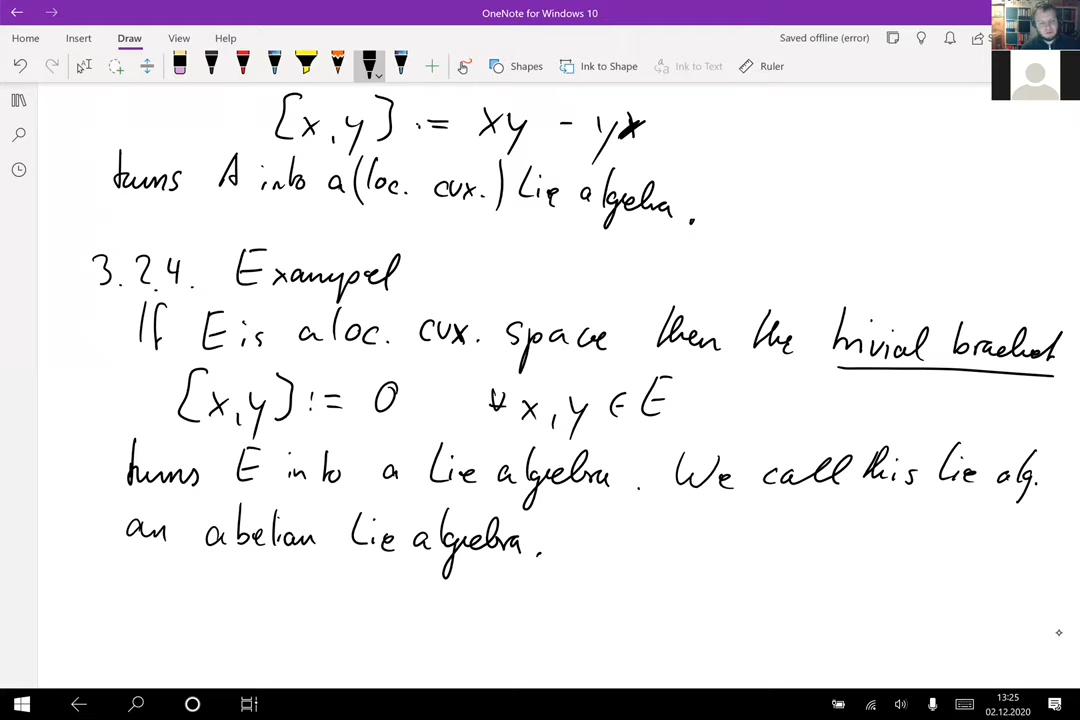 OneNote for Windows 10
Home Insert Draw View Help Saved offline (error)
Shapes Ink to Shape Ink to Text Ruler
[x,y] := xy - yx
turns A into a (loc. cvx.) Lie algebra.
3.2.4. Exampel
If E is a loc. cvx. space then the trivial bracket
[x,y] := 0 ∀ x,y ∈ E
turns E into a Lie algebra. We call this Lie alg.
an abelian Lie algebra.
13:25
02.12.2020